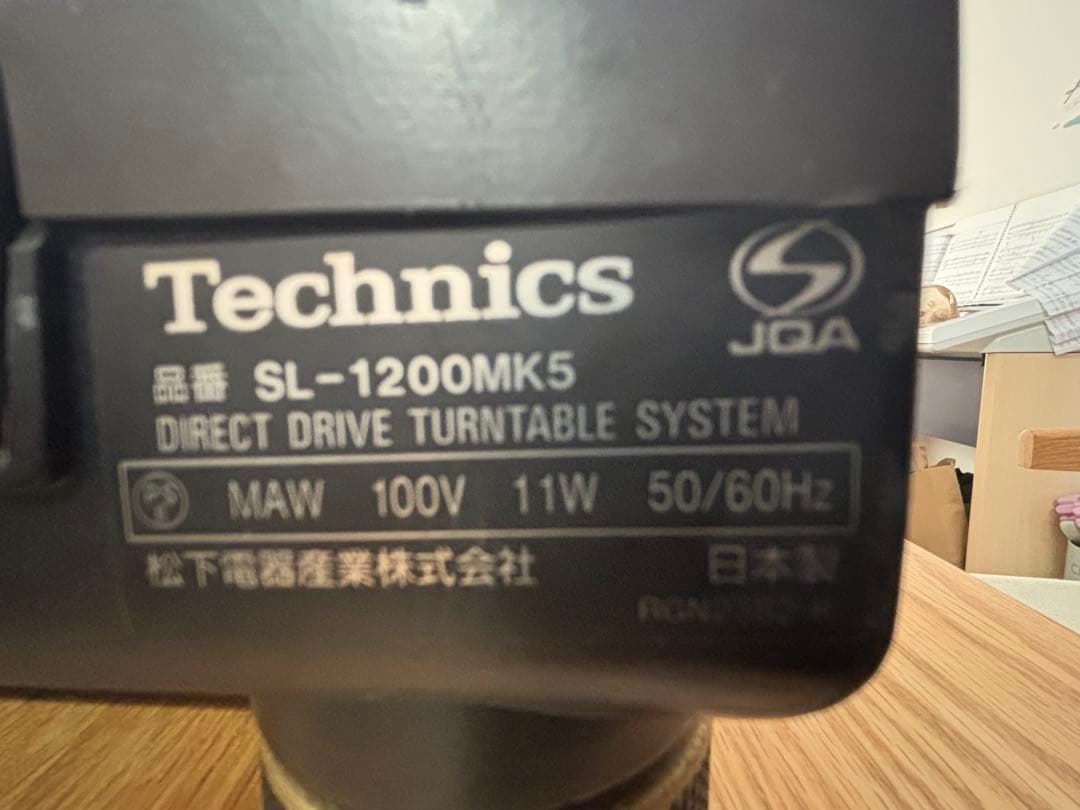 Technics
JQA
品番 SL-1200MK5
DIRECT DRIVE TURNTABLE SYSTEM
MAW 100V 11W 50/60Hz
松下電器産業株式会社 日本製